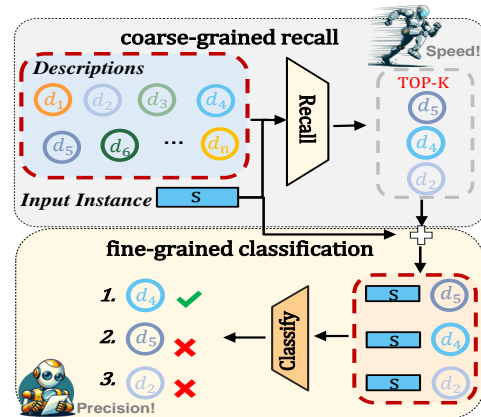 coarse-grained recall
Speed!
Descriptions
TOP-K
d1 d2 d3 d4
d5 d6 ... dn
Recall
d5
d4
d2
Input Instance S
fine-grained classification
1. d4
2. d5
3. d2
Classify
S d5
S d4
S d2
Precision!